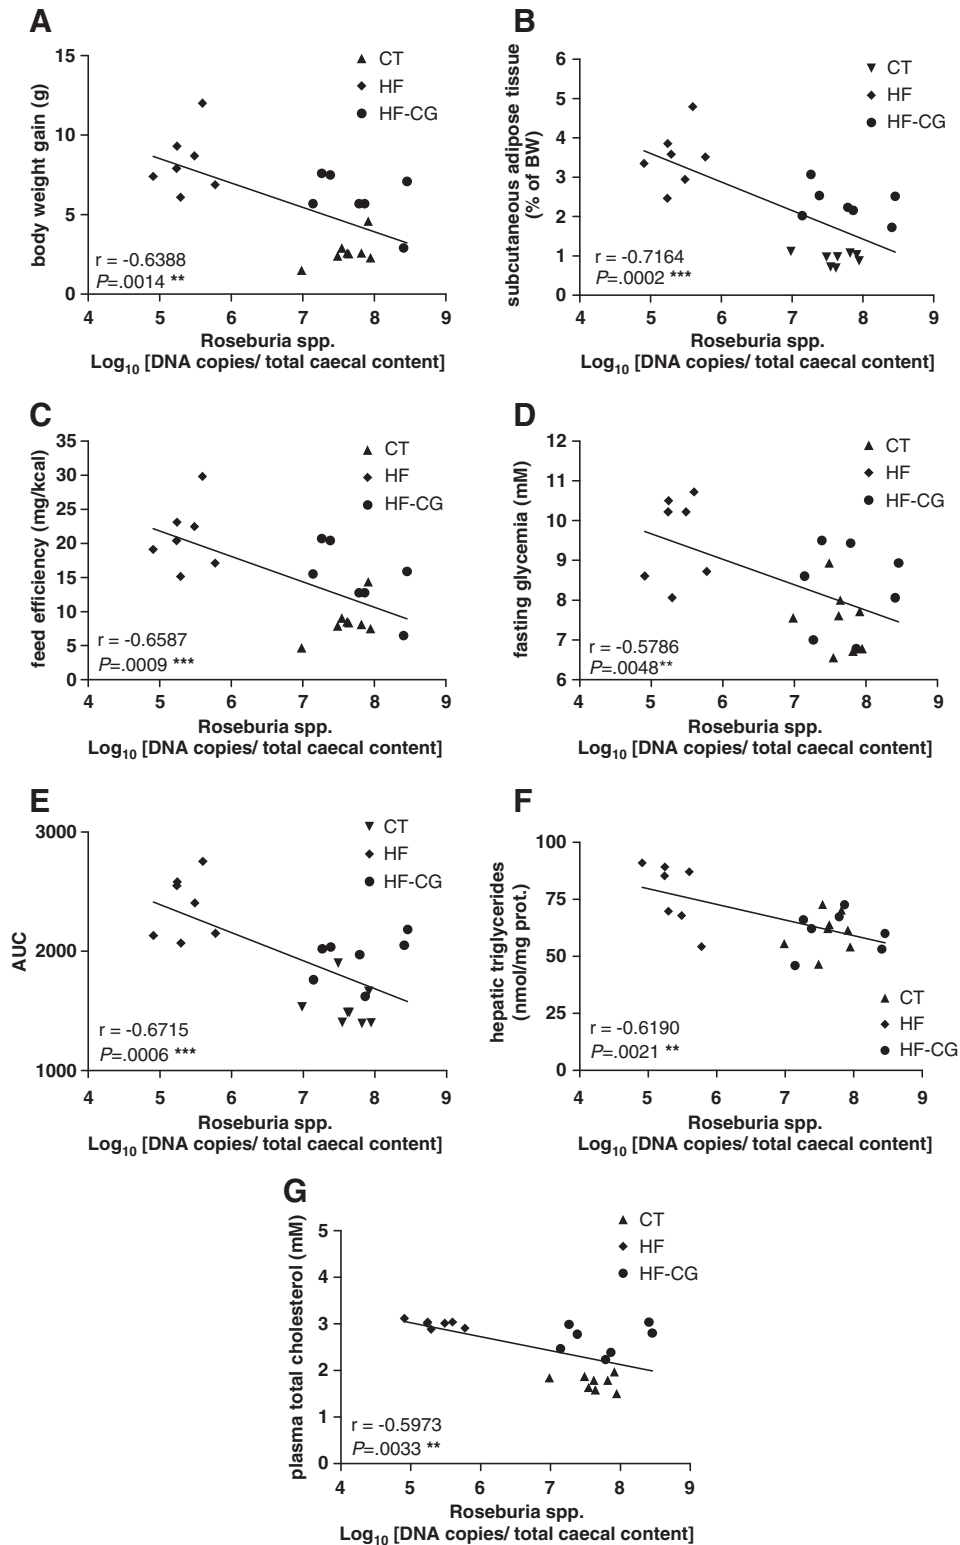 A
body weight gain (g)
15
10
5
0
CT
HF
HF-CG
r = -0.6388
P=.0014 **
4 5 6 7 8 9
Roseburia spp.
Log10 [DNA copies/ total caecal content]
B
subcutaneous adipose tissue
(% of BW)
6
5
4
3
2
1
0
CT
HF
HF-CG
r = -0.7164
P=.0002 ***
4 5 6 7 8 9
Roseburia spp.
Log10 [DNA copies/ total caecal content]
C
feed efficiency (mg/kcal)
35
30
25
20
15
10
5
0
CT
HF
HF-CG
r = -0.6587
P=.0009 ***
4 5 6 7 8 9
Roseburia spp.
Log10 [DNA copies/ total caecal content]
D
fasting glycemia (mM)
12
11
10
9
8
7
6
CT
HF
HF-CG
r = -0.5786
P=.0048**
4 5 6 7 8 9
Roseburia spp.
Log10 [DNA copies/ total caecal content]
E
AUC
3000
2000
1000
CT
HF
HF-CG
r = -0.6715
P=.0006 ***
4 5 6 7 8 9
Roseburia spp.
Log10 [DNA copies/ total caecal content]
F
hepatic triglycerides
(nmol/mg prot.)
100
75
50
25
0
CT
HF
HF-CG
r = -0.6190
P=.0021 **
4 5 6 7 8 9
Roseburia spp.
Log10 [DNA copies/ total caecal content]
G
plasma total cholesterol (mM)
5
4
3
2
1
0
CT
HF
HF-CG
r = -0.5973
P=.0033 **
4 5 6 7 8 9
Roseburia spp.
Log10 [DNA copies/ total caecal content]